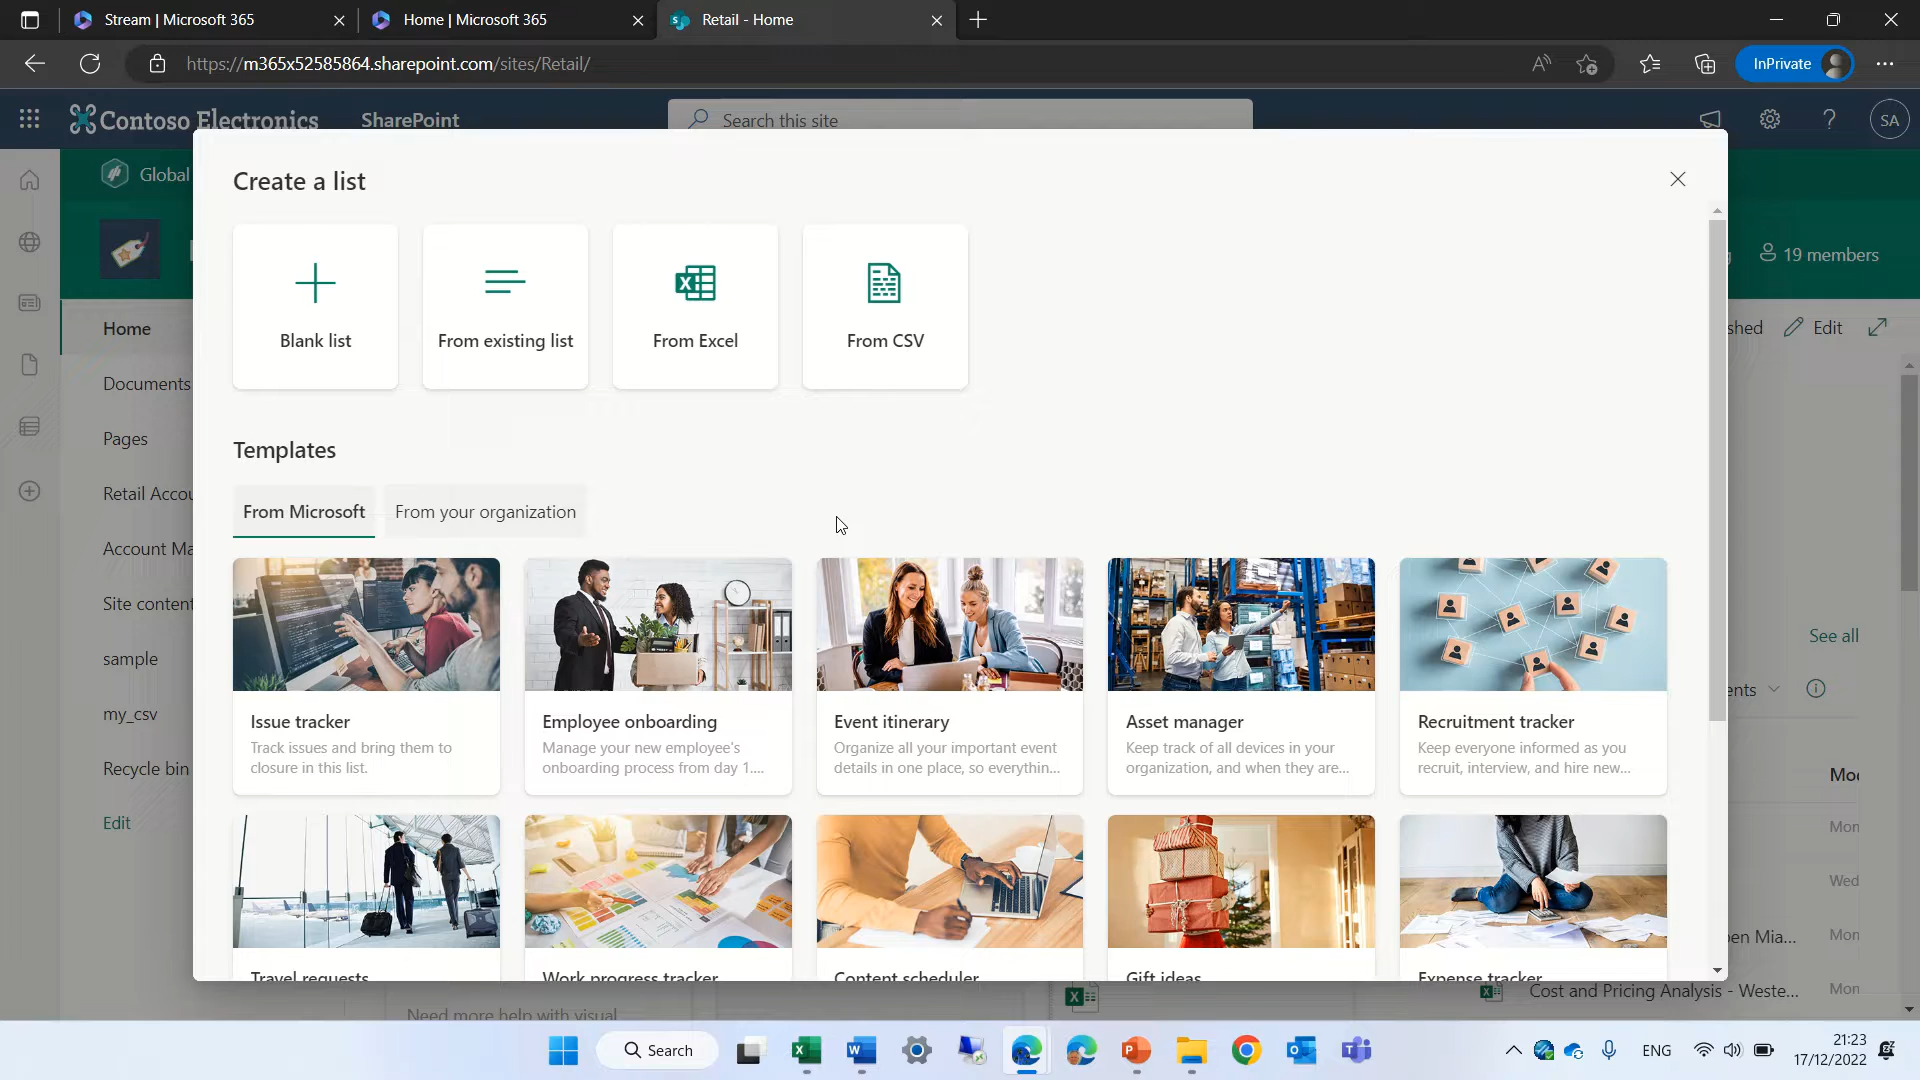 Stream | Microsoft 365
Home | Microsoft 365
Retail - Home
https://m365x52585864.sharepoint.com/sites/Retail/
InPrivate
Contoso Electronics
SharePoint
Search this site
SA
Global
Create a list
19 members
Blank list
From existing list
From Excel
From CSV
Home
Documents
Pages
Retail Accou
Account Ma
Site content
sample
my_csv
Recycle bin
Edit
shed
Edit
Templates
From Microsoft
From your organization
Issue tracker
Track issues and bring them to
closure in this list.
Employee onboarding
Manage your new employee's
onboarding process from day 1....
Event itinerary
Organize all your important event
details in one place, so everythin...
Asset manager
Keep track of all devices in your
organization, and when they are...
Recruitment tracker
Keep everyone informed as you
recruit, interview, and hire new...
See all
ents
Mod
Mon
Wed
Travel requests
Work progress tracker
Content scheduler
Gift ideas
Expense tracker
en Mia...
Mon
Need more help with visual
Cost and Pricing Analysis - Weste...
Mon
Search
ENG
21:23
17/12/2022